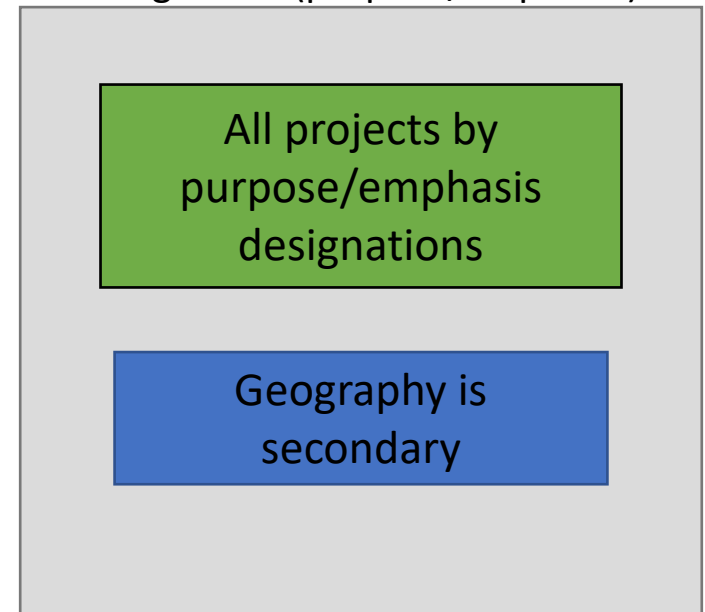 All projects by
purpose/emphasis
designations
Geography is
secondary